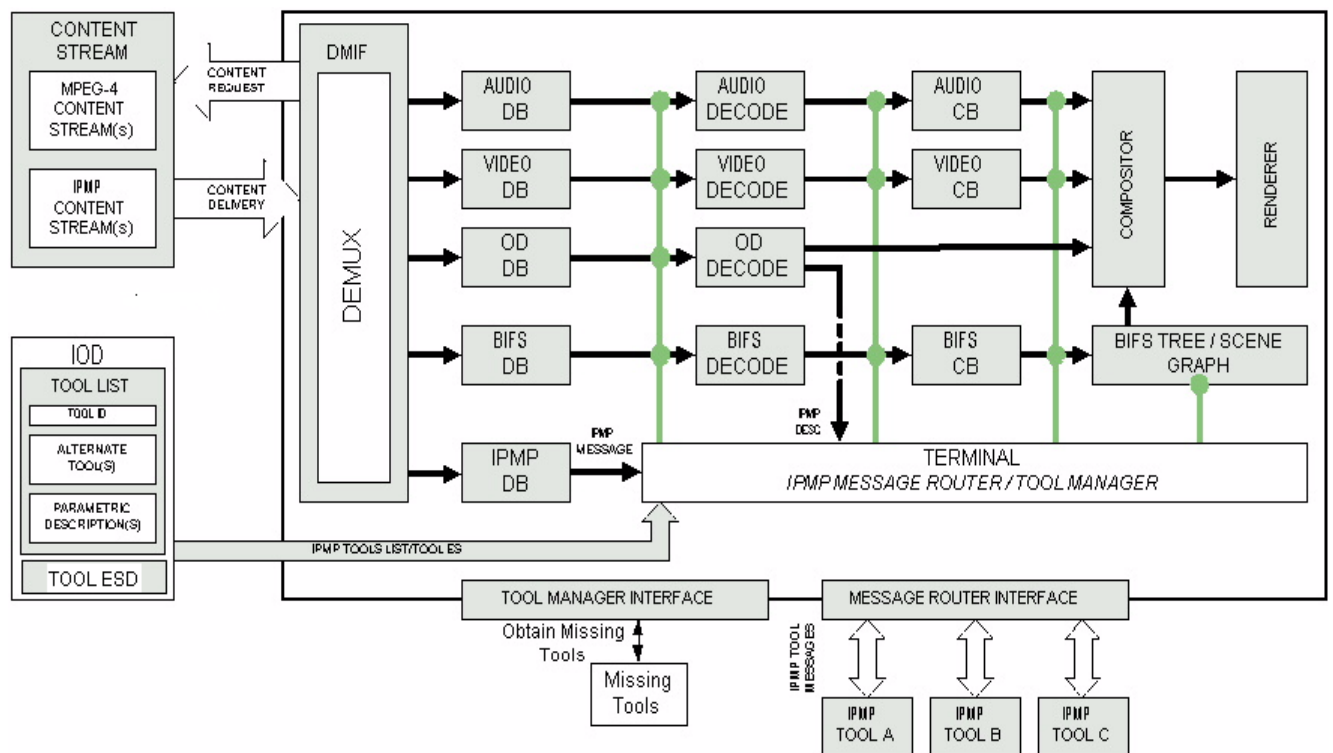 CONTENT
STREAM
MPEG-4
CONTENT
STREAM(s)
IPMP
CONTENT
STREAM(s)
CONTENT
REQUEST
CONTENT
DELIVERY
DMIF
DEMUX
AUDIO
DB
AUDIO
DECODE
AUDIO
CB
VIDEO
DB
VIDEO
DECODE
VIDEO
CB
OD
DB
OD
DECODE
BIFS
DB
BIFS
DECODE
BIFS
CB
COMPOSITOR
RENDERER
BIFS TREE / SCENE
GRAPH
IPMP
DB
IPMP
MESSAGE
IPMP
DESC
TERMINAL
IPMP MESSAGE ROUTER / TOOL MANAGER
IOD
TOOL LIST
TOOL ID
ALTERNATE
TOOL(S)
PARAMETRIC
DESCRIPTION(S)
TOOL ESD
IPMP TOOLS LIST/TOOL ES
TOOL MANAGER INTERFACE
MESSAGE ROUTER INTERFACE
Obtain Missing
Tools
Missing
Tools
IPMP TOOL
MESSAGES
IPMP
TOOL A
IPMP
TOOL B
IPMP
TOOL C